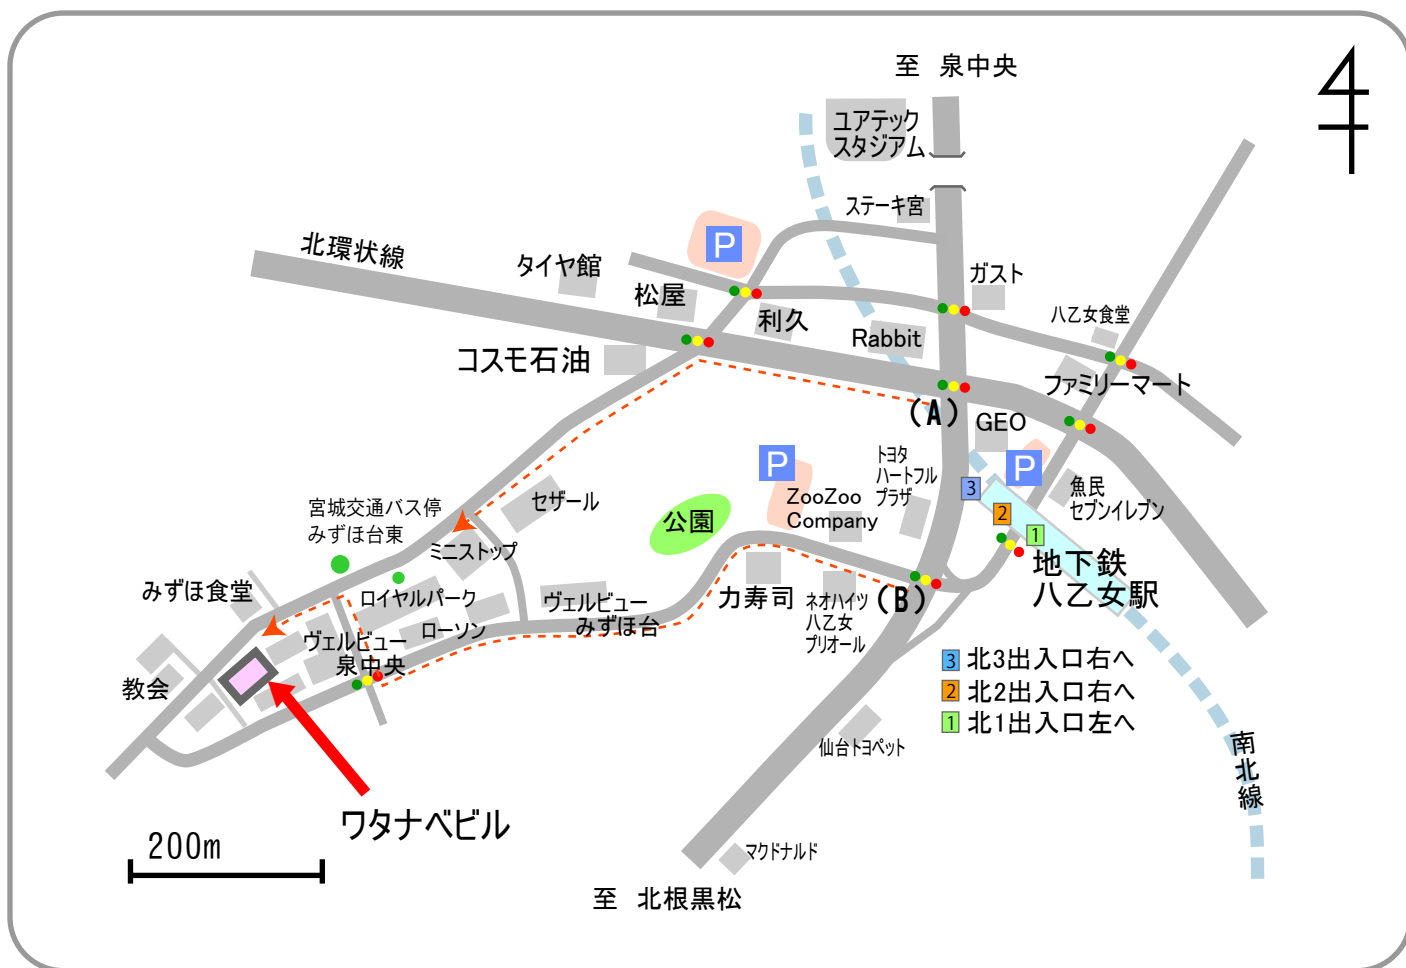 至 泉中央
ユアテック
スタジアム
ステーキ宮
北環状線
P
タイヤ館
松屋
利久
ガスト
八乙女食堂
Rabbit
コスモ石油
ファミリーマート
(A)
GEO
トヨタ
ハートフル
プラザ
P
P
3
魚民
セブンイレブン
セザール
ZooZoo
Company
公園
2
1
宮城交通バス停
みずほ台東
ミニストップ
地下鉄
八乙女駅
みずほ食堂
ロイヤルパーク
ヴェルビュー
みずほ台
力寿司
ネオハイツ
八乙女
プリオール
(B)
ローソン
ヴェルビュー
泉中央
教会
3 北3出入口右へ
2 北2出入口右へ
1 北1出入口左へ
仙台トヨペット
南北線
ワタナベビル
200m
マクドナルド
至 北根黒松